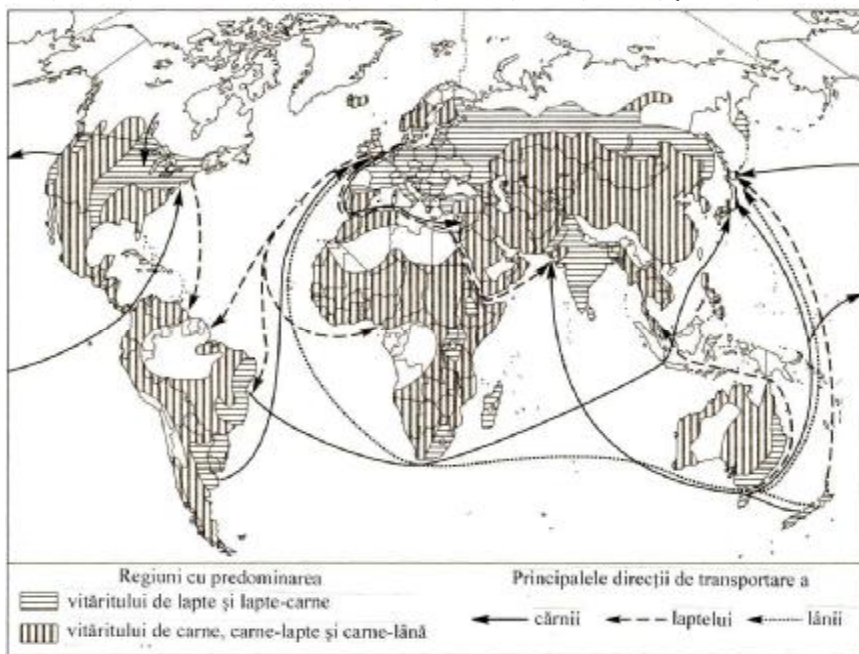 Regiuni cu predominarea
vităritului de lapte și lapte-carne
vităritului de carne, carne-lapte și carne-lână
Principalele direcții de transportare a
cărnii
laptelui
lânii